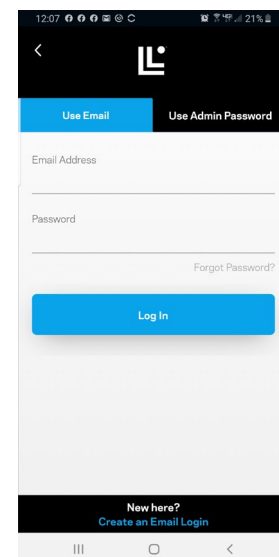 12:07
21%
Use Email
Use Admin Password
Email Address
Password
Forgot Password?
Log In
New here?
Create an Email Login